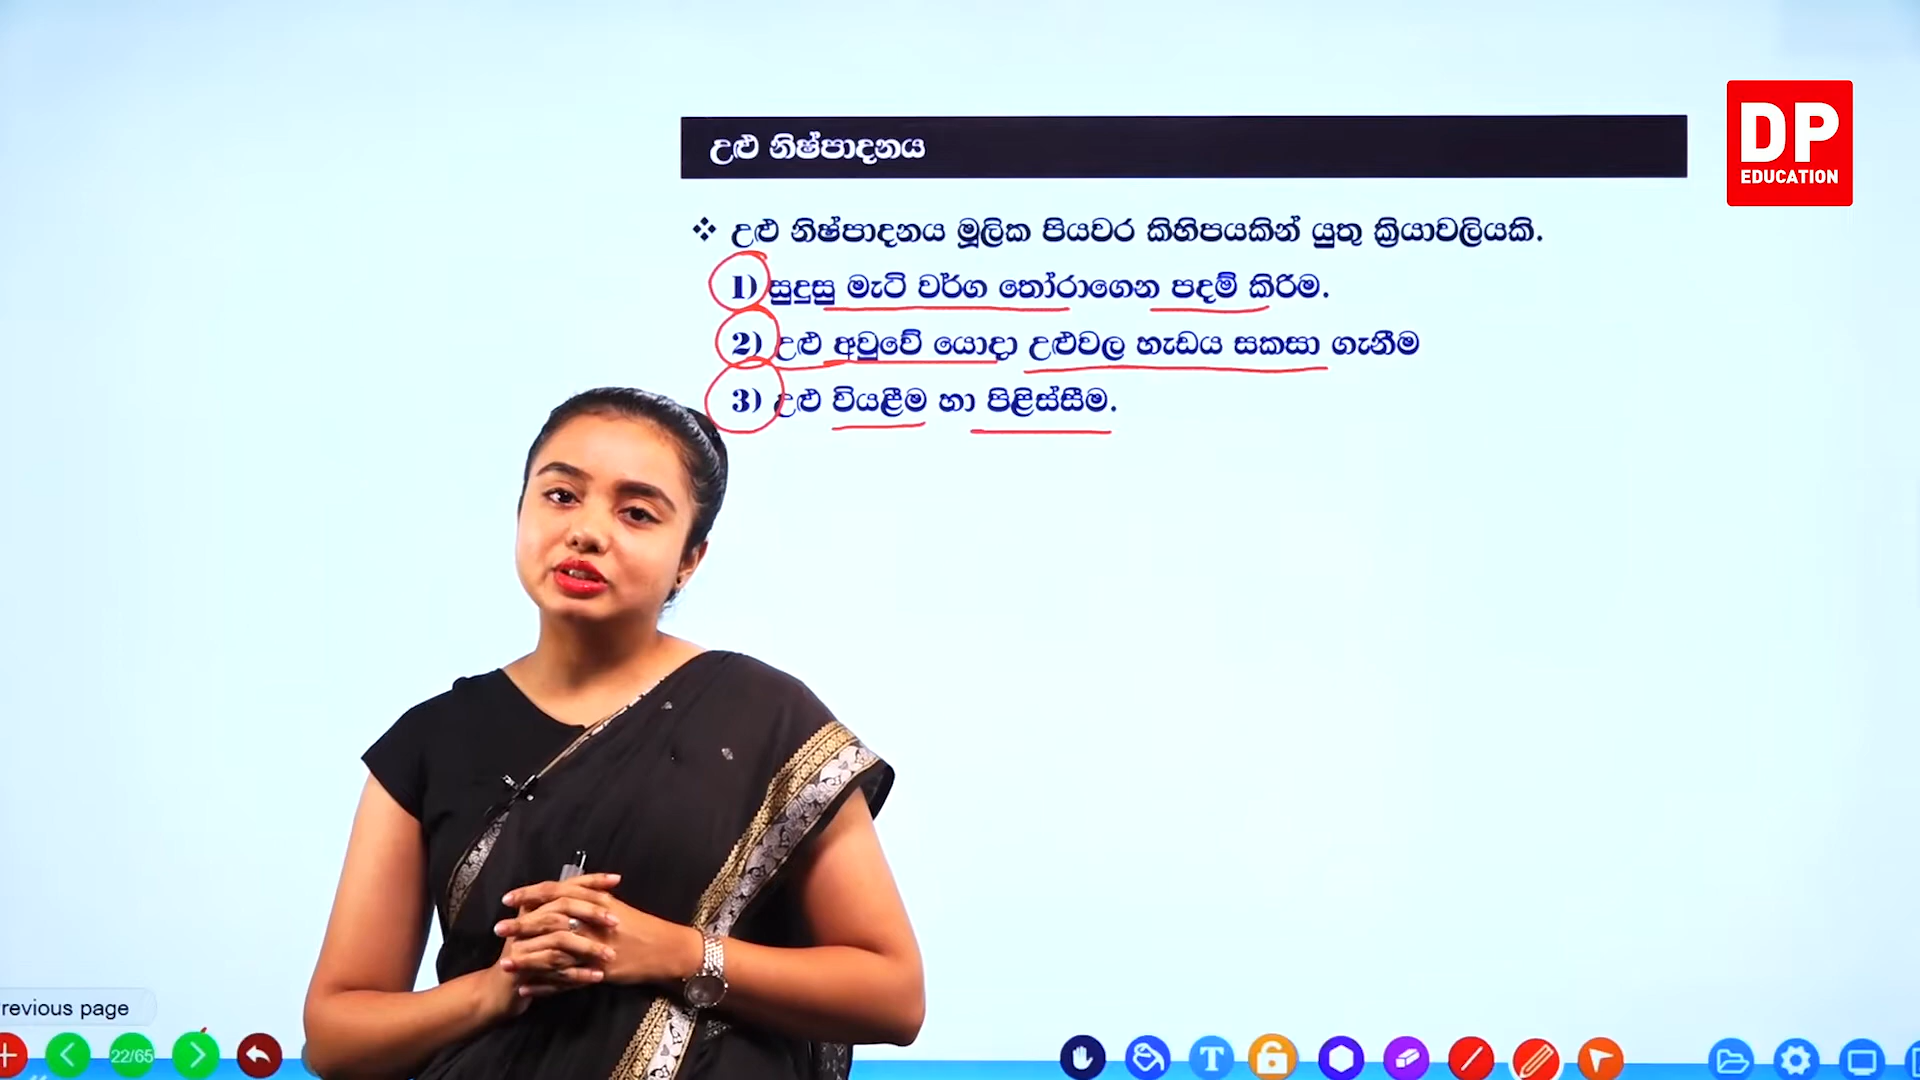 DP
EDUCATION
උළු නිෂ්පාදනය
❖ උළු නිෂ්පාදනය මූලික පියවර කිහිපයකින් යුතු ක්‍රියාවලියකි.
1) සුදුසු මැටි වර්ග තෝරාගෙන පදම් කිරීම.
2) උළු අච්චුවේ යොදා උළුවල හැඩය සකසා ගැනීම
3) උළු වියළීම හා පිළිස්සීම.
revious page
22/65
T